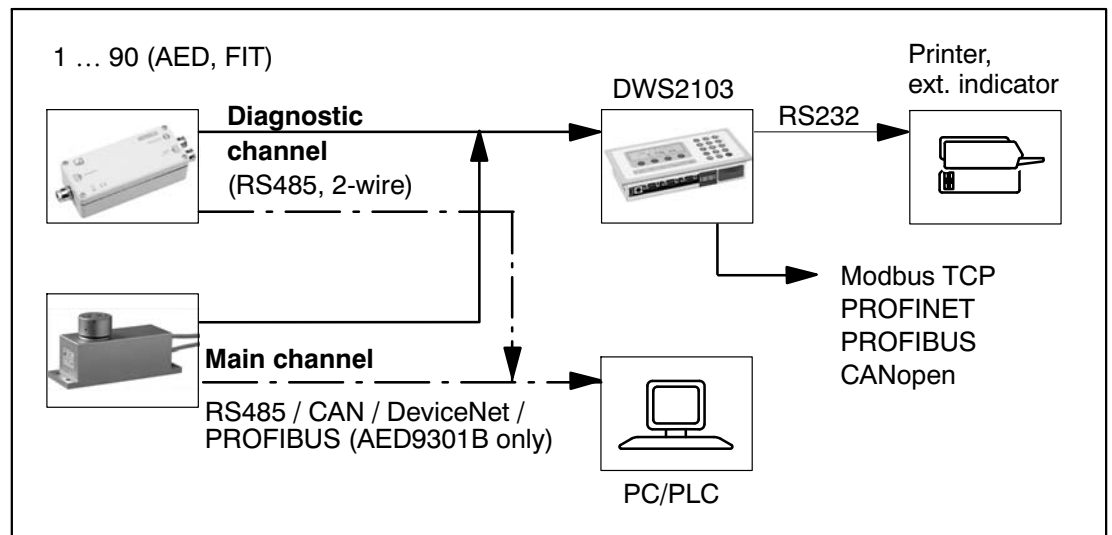 1 … 90 (AED, FIT)
Printer,
ext. indicator
DWS2103
RS232
Diagnostic
channel
(RS485, 2-wire)
Modbus TCP
PROFINET
PROFIBUS
CANopen
Main channel
RS485 / CAN / DeviceNet /
PROFIBUS (AED9301B only)
PC/PLC